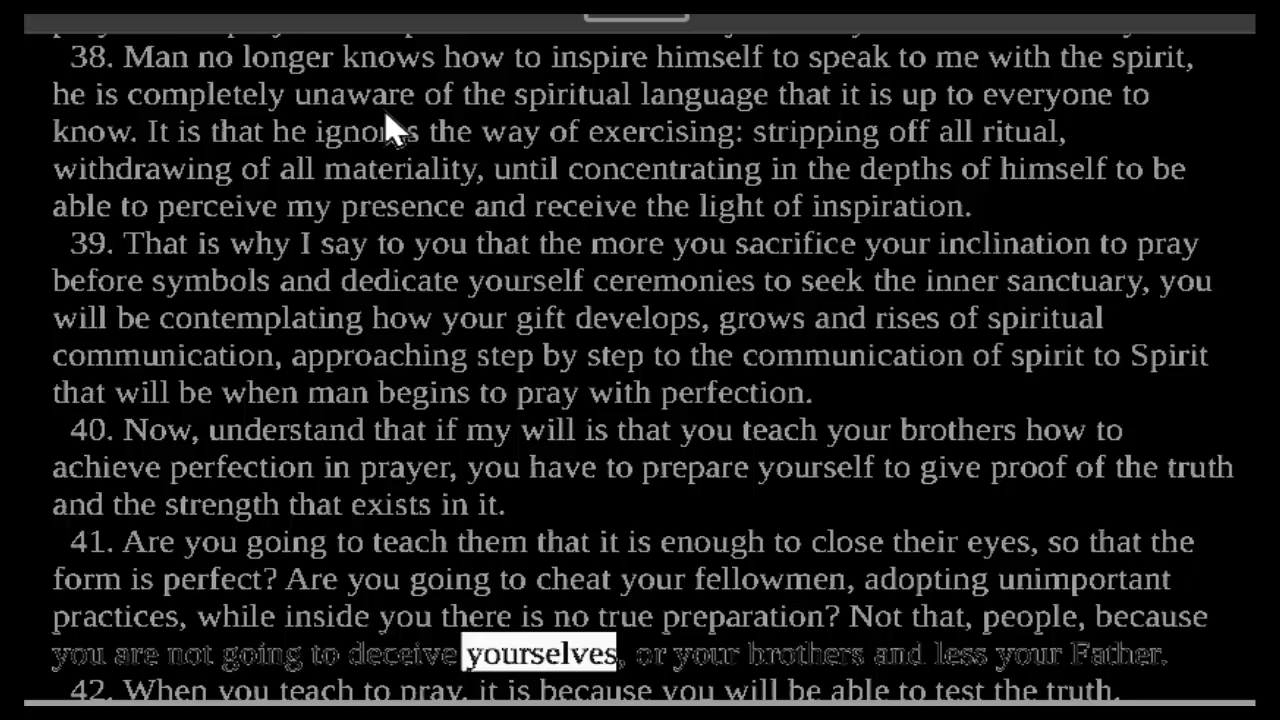 38. Man no longer knows how to inspire himself to speak to me with the spirit,
he is completely unaware of the spiritual language that it is up to everyone to
know. It is that he ignores the way of exercising: stripping off all ritual,
withdrawing of all materiality, until concentrating in the depths of himself to be
able to perceive my presence and receive the light of inspiration.
39. That is why I say to you that the more you sacrifice your inclination to pray
before symbols and dedicate yourself ceremonies to seek the inner sanctuary, you
will be contemplating how your gift develops, grows and rises of spiritual
communication, approaching step by step to the communication of spirit to Spirit
that will be when man begins to pray with perfection.
40. Now, understand that if my will is that you teach your brothers how to
achieve perfection in prayer, you have to prepare yourself to give proof of the truth
and the strength that exists in it.
41. Are you going to teach them that it is enough to close their eyes, so that the
form is perfect? Are you going to cheat your fellowmen, adopting unimportant
practices, while inside you there is no true preparation? Not that, people, because
you are not going to deceive yourselves, or your brothers and less your Father.
42. When you teach to pray, it is because you will be able to test the truth.